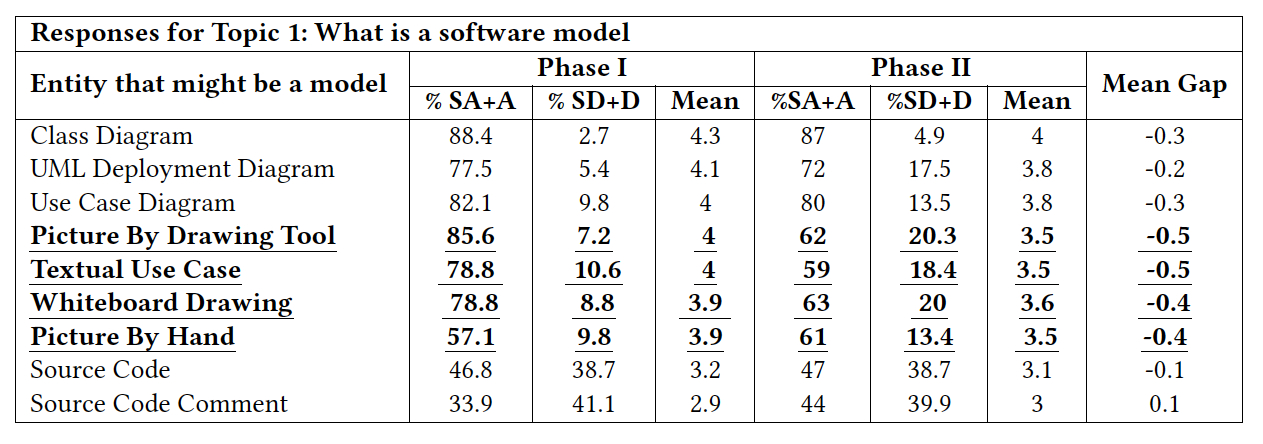 Responses for Topic 1: What is a software model
Entity that might be a model Phase I Phase II Mean Gap
% SA+A % SD+D Mean %SA+A %SD+D Mean
Class Diagram 88.4 2.7 4.3 87 4.9 4 -0.3
UML Deployment Diagram 77.5 5.4 4.1 72 17.5 3.8 -0.2
Use Case Diagram 82.1 9.8 4 80 13.5 3.8 -0.3
Picture By Drawing Tool 85.6 7.2 4 62 20.3 3.5 -0.5
Textual Use Case 78.8 10.6 4 59 18.4 3.5 -0.5
Whiteboard Drawing 78.8 8.8 3.9 63 20 3.6 -0.4
Picture By Hand 57.1 9.8 3.9 61 13.4 3.5 -0.4
Source Code 46.8 38.7 3.2 47 38.7 3.1 -0.1
Source Code Comment 33.9 41.1 2.9 44 39.9 3 0.1